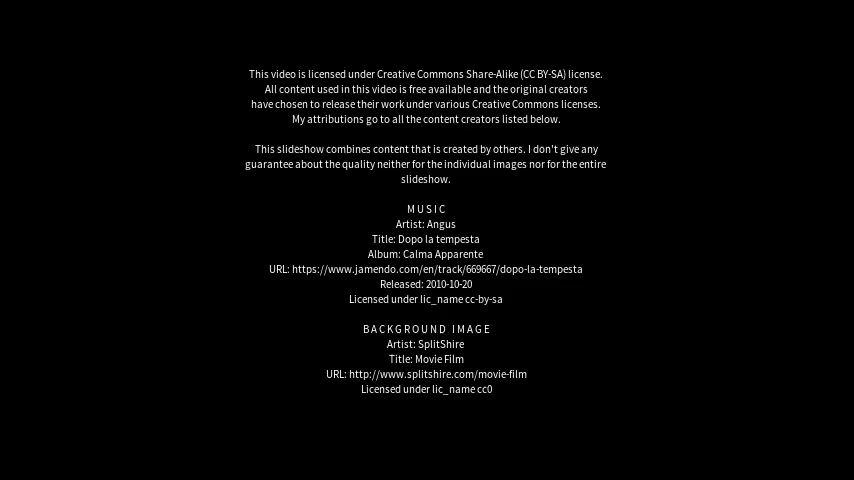 This video is licensed under Creative Commons Share-Alike (CC BY-SA) license.
All content used in this video is free available and the original creators
have chosen to release their work under various Creative Commons licenses.
My attributions go to all the content creators listed below.
This slideshow combines content that is created by others. I don't give any
guarantee about the quality neither for the individual images nor for the entire
slideshow.
MUSIC
Artist: Angus
Title: Dopo la tempesta
Album: Calma Apparente
URL: https://www.jamendo.com/en/track/669667/dopo-la-tempesta
Released: 2010-10-20
Licensed under lic_name cc-by-sa
BACKGROUND IMAGE
Artist: SplitShire
Title: Movie Film
URL: http://www.splitshire.com/movie-film
Licensed under lic_name cc0